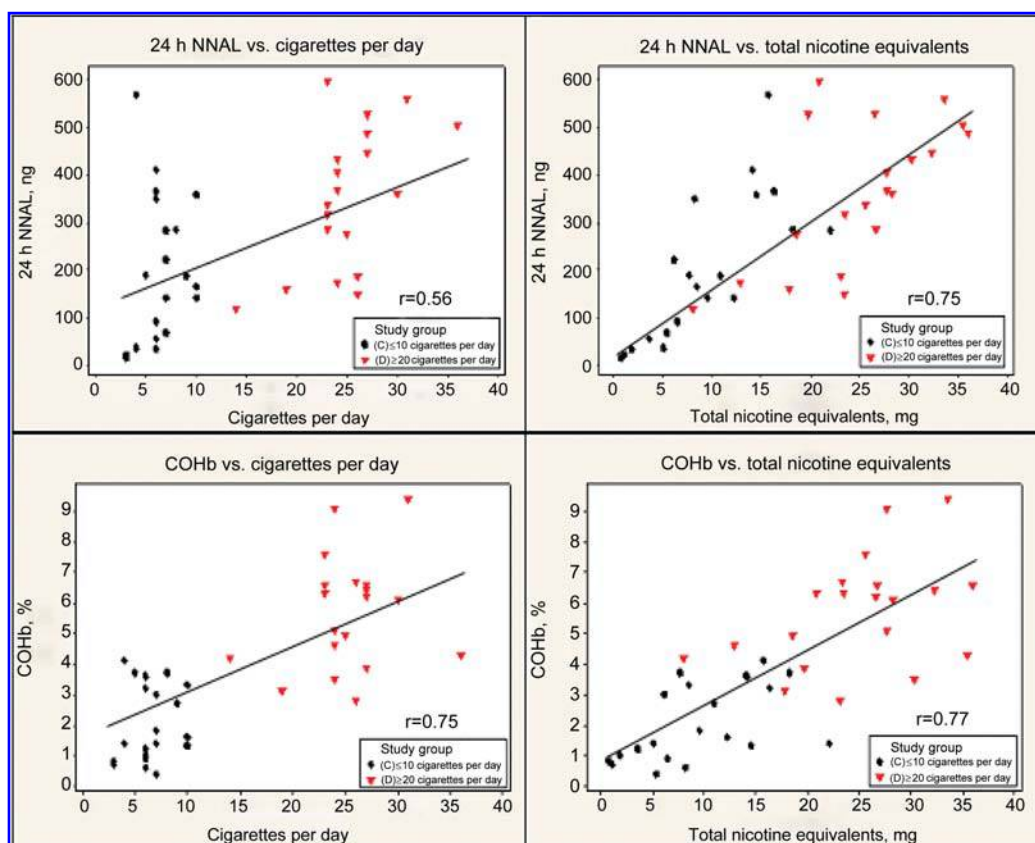 24 h NNAL vs. cigarettes per day
600
500
400
300
200
100
0
24 h NNAL, ng
r=0.56
Study group
(C)≤10 cigarettes per day
(D)≥20 cigarettes per day
0 5 10 15 20 25 30 35 40
Cigarettes per day
24 h NNAL vs. total nicotine equivalents
600
500
400
300
200
100
0
24 h NNAL, ng
r=0.75
Study group
(C)≤10 cigarettes per day
(D)≥20 cigarettes per day
0 5 10 15 20 25 30 35 40
Total nicotine equivalents, mg
COHb vs. cigarettes per day
9
8
7
6
5
4
3
2
1
0
COHb, %
r=0.75
Study group
(C)≤10 cigarettes per day
(D)≥20 cigarettes per day
0 5 10 15 20 25 30 35 40
Cigarettes per day
COHb vs. total nicotine equivalents
9
8
7
6
5
4
3
2
1
0
COHb, %
r=0.77
Study group
(C)≤10 cigarettes per day
(D)≥20 cigarettes per day
0 5 10 15 20 25 30 35 40
Total nicotine equivalents, mg